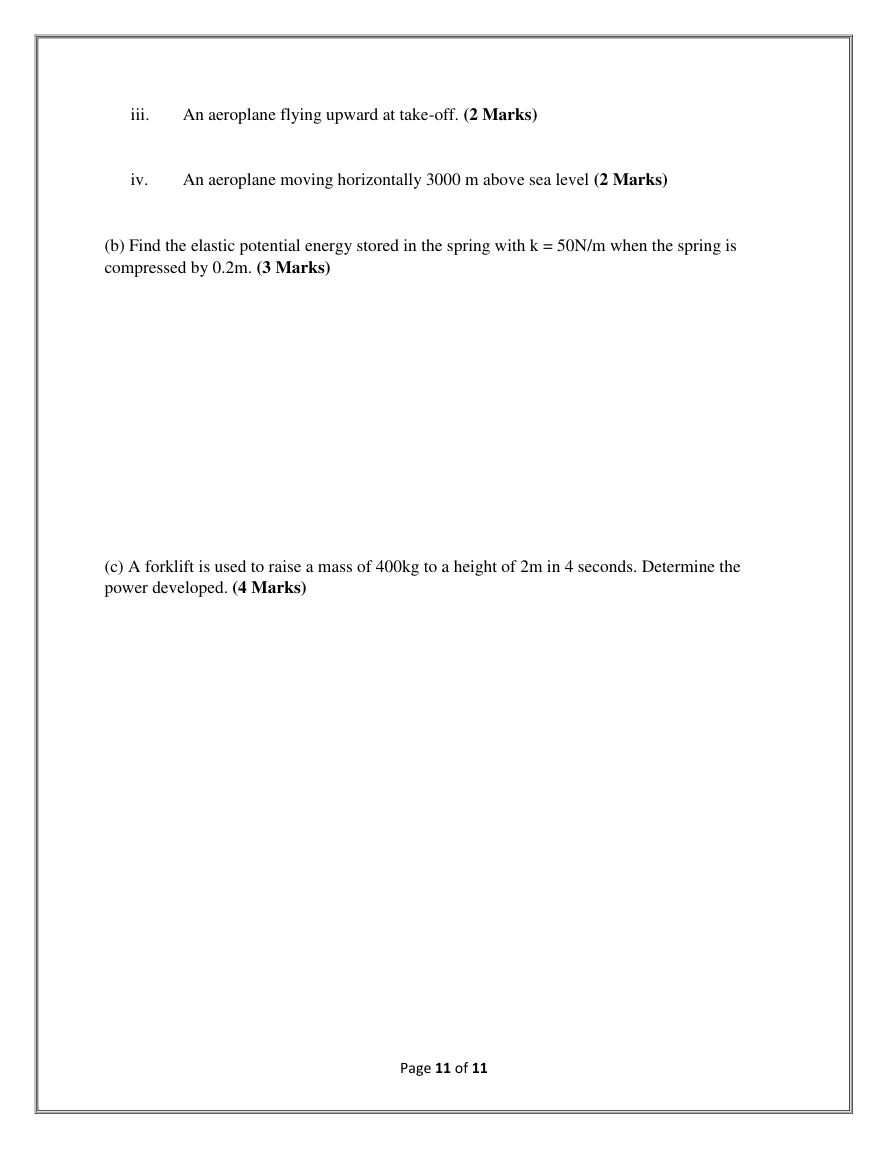 iii. An aeroplane flying upward at take-off. (2 Marks)
iv. An aeroplane moving horizontally 3000 m above sea level (2 Marks)
(b) Find the elastic potential energy stored in the spring with k = 50N/m when the spring is
compressed by 0.2m. (3 Marks)
(c) A forklift is used to raise a mass of 400kg to a height of 2m in 4 seconds. Determine the
power developed. (4 Marks)
Page 11 of 11